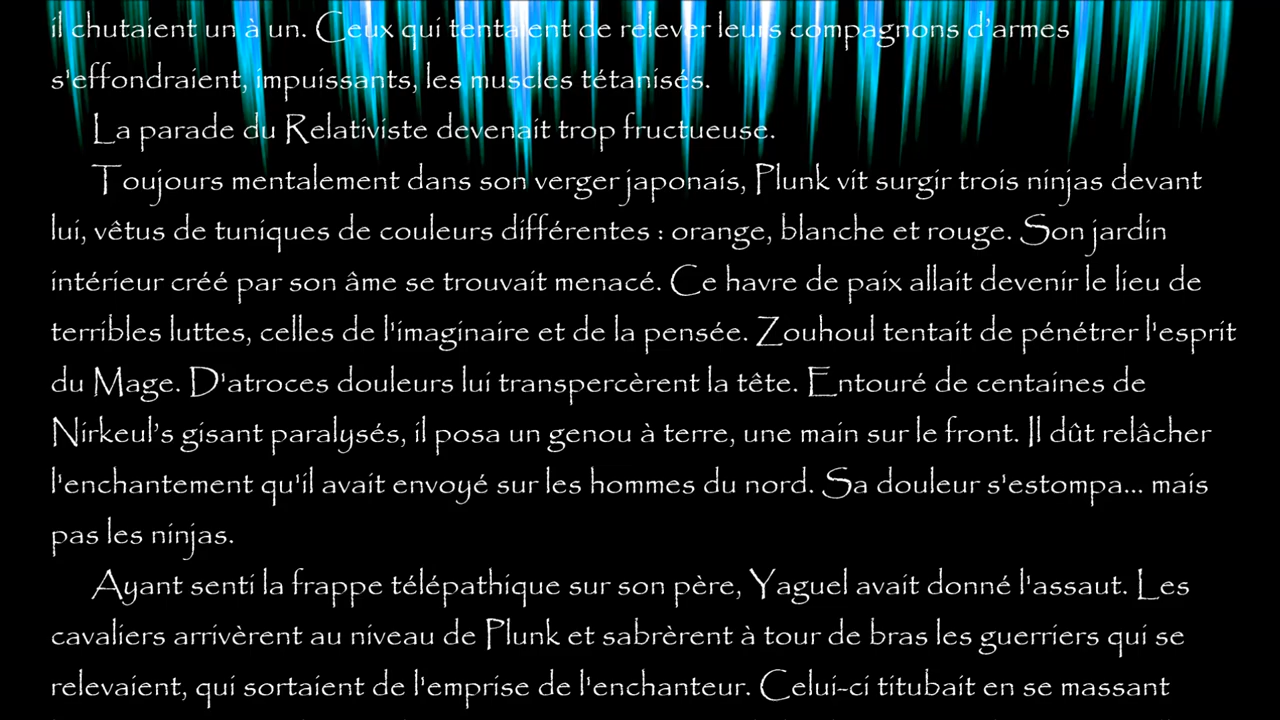 il chutaient un à un. Ceux qui tentaient de relever leurs compagnons d’armes
s'effondraient, impuissants, les muscles tétanisés.
La parade du Relativiste devenait trop fructueuse.
Toujours mentalement dans son verger japonais, Plunk vit surgir trois ninjas devant
lui, vêtus de tuniques de couleurs différentes : orange, blanche et rouge. Son jardin
intérieur créé par son âme se trouvait menacé. Ce havre de paix allait devenir le lieu de
terribles luttes, celles de l'imaginaire et de la pensée. Zouhoul tentait de pénétrer l'esprit
du Mage. D'atroces douleurs lui transpercèrent la tête. Entouré de centaines de
Nirkeul’s gisant paralysés, il posa un genou à terre, une main sur le front. Il dût relâcher
l'enchantement qu'il avait envoyé sur les hommes du nord. Sa douleur s'estompa... mais
pas les ninjas.
Ayant senti la frappe télépathique sur son père, Yaguel avait donné l'assaut. Les
cavaliers arrivèrent au niveau de Plunk et sabrèrent à tour de bras les guerriers qui se
relevaient, qui sortaient de l'emprise de l'enchanteur. Celui-ci titubait en se massant